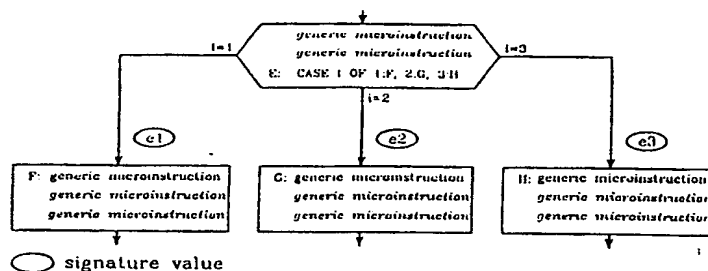 generic microinstruction
i=1 generic microinstruction i=3
E: CASE i OF 1:F, 2:G, 3:H
i=2
e1 e2 e3
F: generic microinstruction G: generic microinstruction H: generic microinstruction
generic microinstruction generic microinstruction generic microinstruction
generic microinstruction generic microinstruction generic microinstruction
signature value